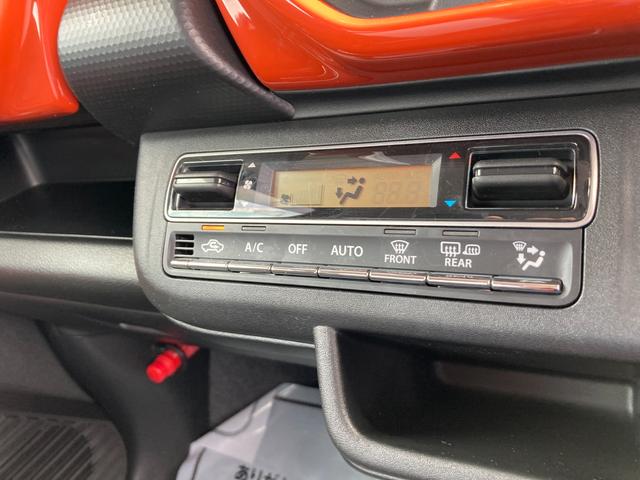 A/C OFF AUTO FRONT REAR
ありが